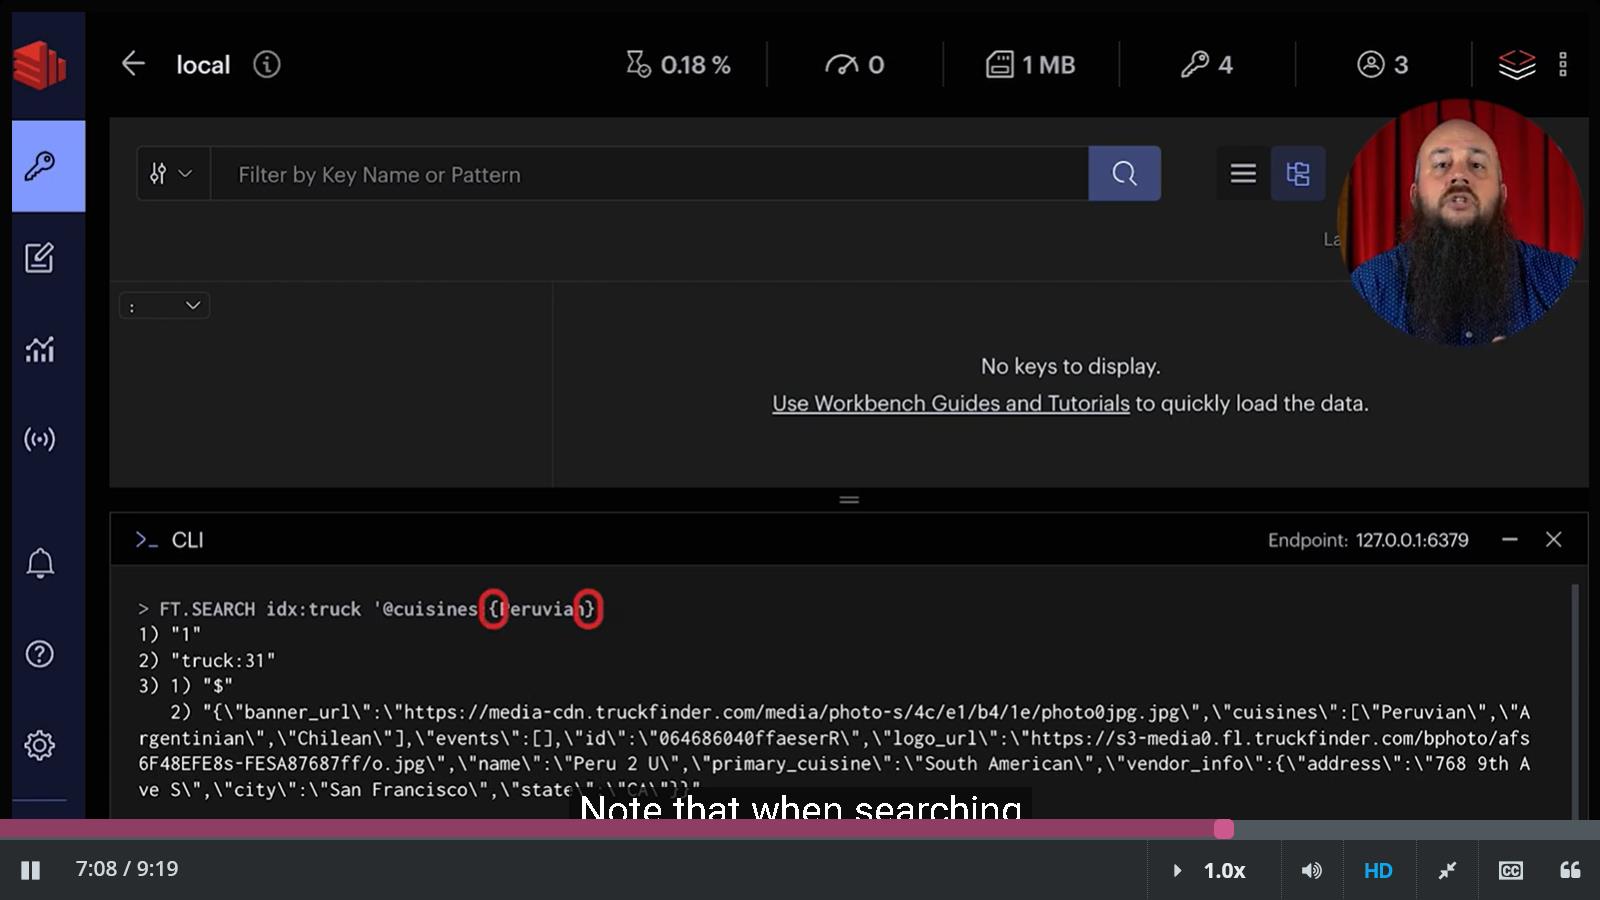 local
0.18 %
0
1 MB
4
3
Filter by Key Name or Pattern
La
:
No keys to display.
Use Workbench Guides and Tutorials to quickly load the data.
>_ CLI
Endpoint: 127.0.0.1:6379
> FT.SEARCH idx:truck '@cuisines {Peruvian}
1) "1"
2) "truck:31"
3) 1) "$"
2) "{\"banner_url\":\"https://media-cdn.truckfinder.com/media/photo-s/4c/e1/b4/1e/photo0jpg.jpg\",\"cuisines\":[\"Peruvian\",\"A
rgentinian\",\"Chilean\"],\"events\":[],\"id\":\"064686040ffaeserR\",\"logo_url\":\"https://s3-media0.fl.truckfinder.com/bphoto/afs
6F48EFE8s-FESA87687ff/o.jpg\",\"name\":\"Peru 2 U\",\"primary_cuisine\":\"South American\",\"vendor_info\":{\"address\":\"768 9th A
ve S\",\"city\":\"San Francisco\",\"state\":\"CA\"}}"
Note that when searching
7:08 / 9:19
1.0x
HD
CC